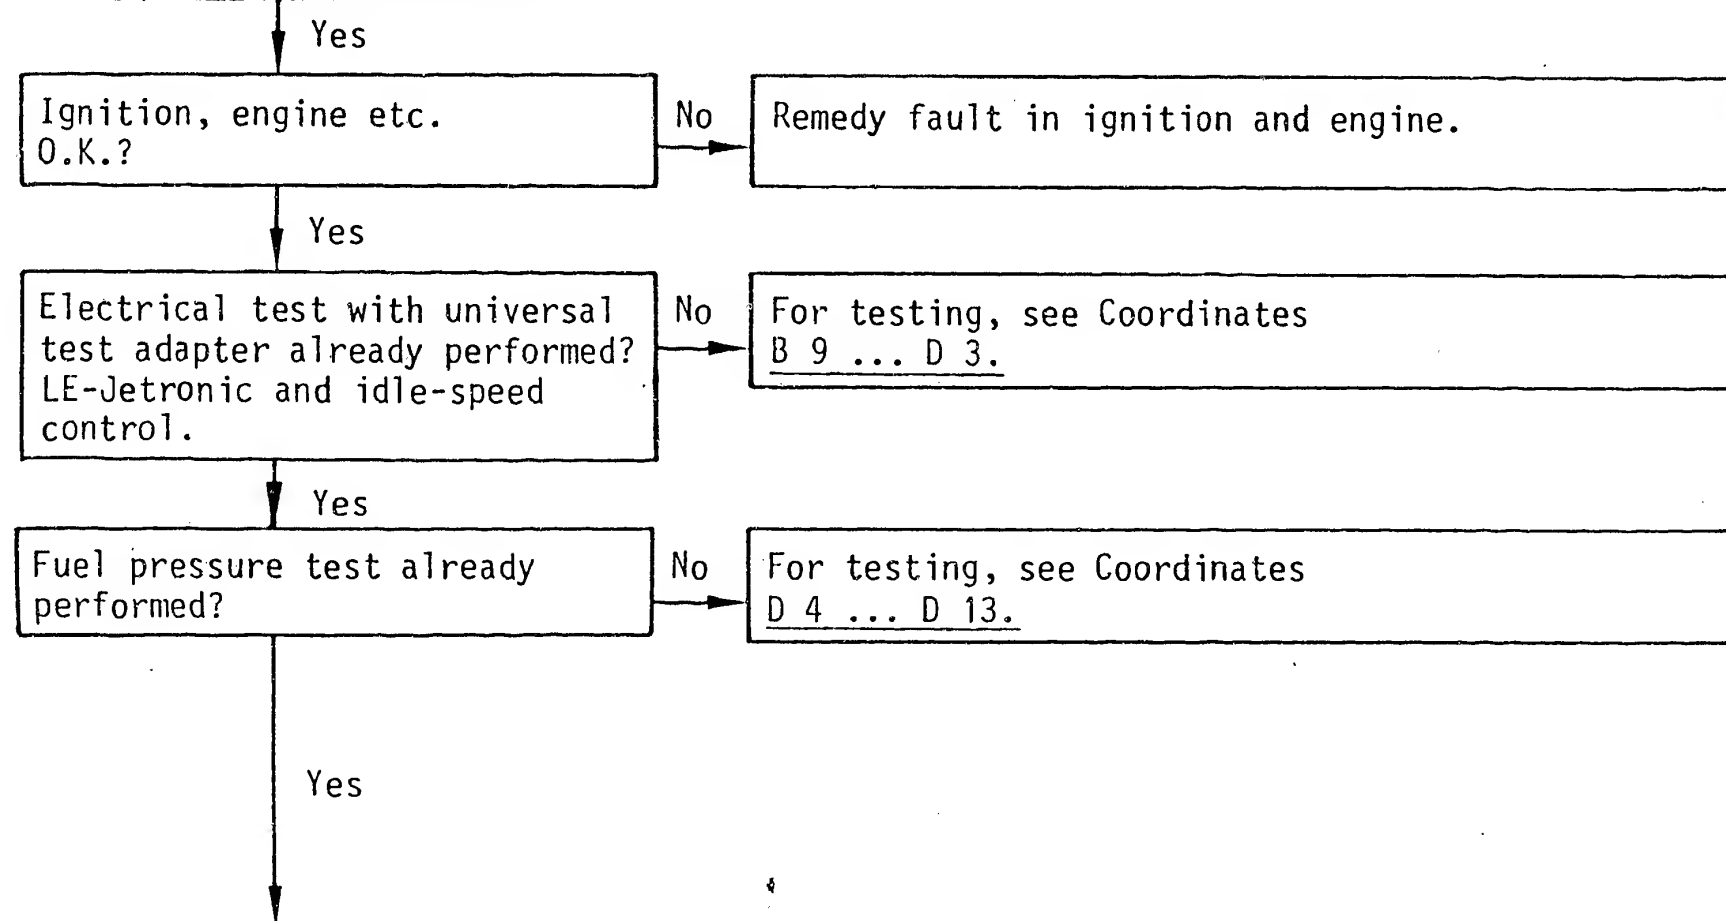 Yes
Ignition, engine etc.
O.K.?
No
Remedy fault in ignition and engine.
Yes
Electrical test with universal
test adapter already performed?
LE-Jetronic and idle-speed
control.
No
For testing, see Coordinates
B 9 ... D 3.
Yes
Fuel pressure test already
performed?
No
For testing, see Coordinates
D 4 ... D 13.
Yes